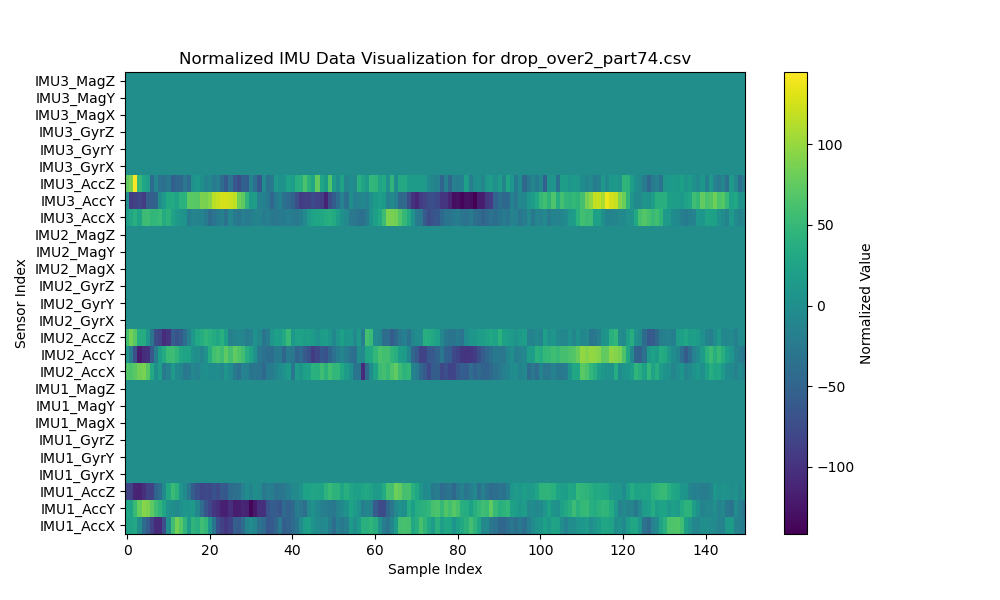 Normalized IMU Data Visualization for drop_over2_part74.csv
IMU3_MagZ
IMU3_MagY
IMU3_MagX
IMU3_GyrZ
IMU3_GyrY
IMU3_GyrX
IMU3_AccZ
IMU3_AccY
IMU3_AccX
IMU2_MagZ
IMU2_MagY
IMU2_MagX
IMU2_GyrZ
IMU2_GyrY
IMU2_GyrX
IMU2_AccZ
IMU2_AccY
IMU2_AccX
IMU1_MagZ
IMU1_MagY
IMU1_MagX
IMU1_GyrZ
IMU1_GyrY
IMU1_GyrX
IMU1_AccZ
IMU1_AccY
IMU1_AccX
Sensor Index
0 20 40 60 80 100 120 140
Sample Index
100
50
0
−50
−100
Normalized Value